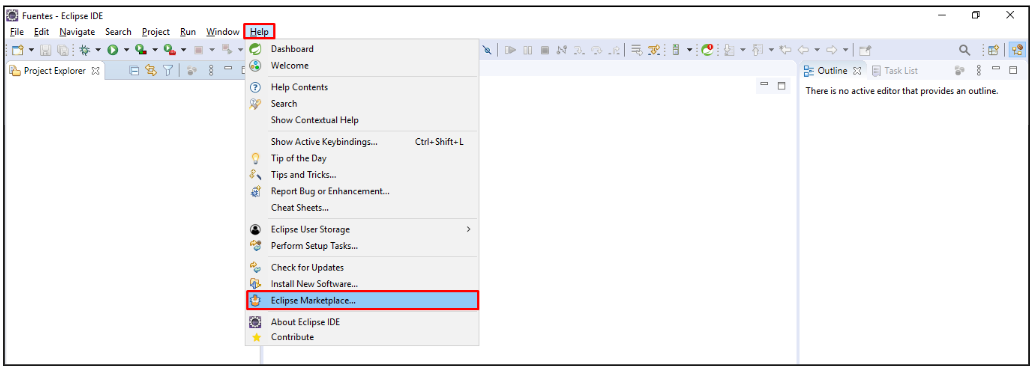 Fuentes - Eclipse IDE
File Edit Navigate Search Project Run Window Help
Project Explorer
Dashboard
Welcome
Help Contents
Search
Show Contextual Help
Show Active Keybindings... Ctrl+Shift+L
Tip of the Day
Tips and Tricks...
Report Bug or Enhancement...
Cheat Sheets...
Eclipse User Storage
Perform Setup Tasks...
Check for Updates
Install New Software...
Eclipse Marketplace...
About Eclipse IDE
Contribute
Outline Task List
There is no active editor that provides an outline.